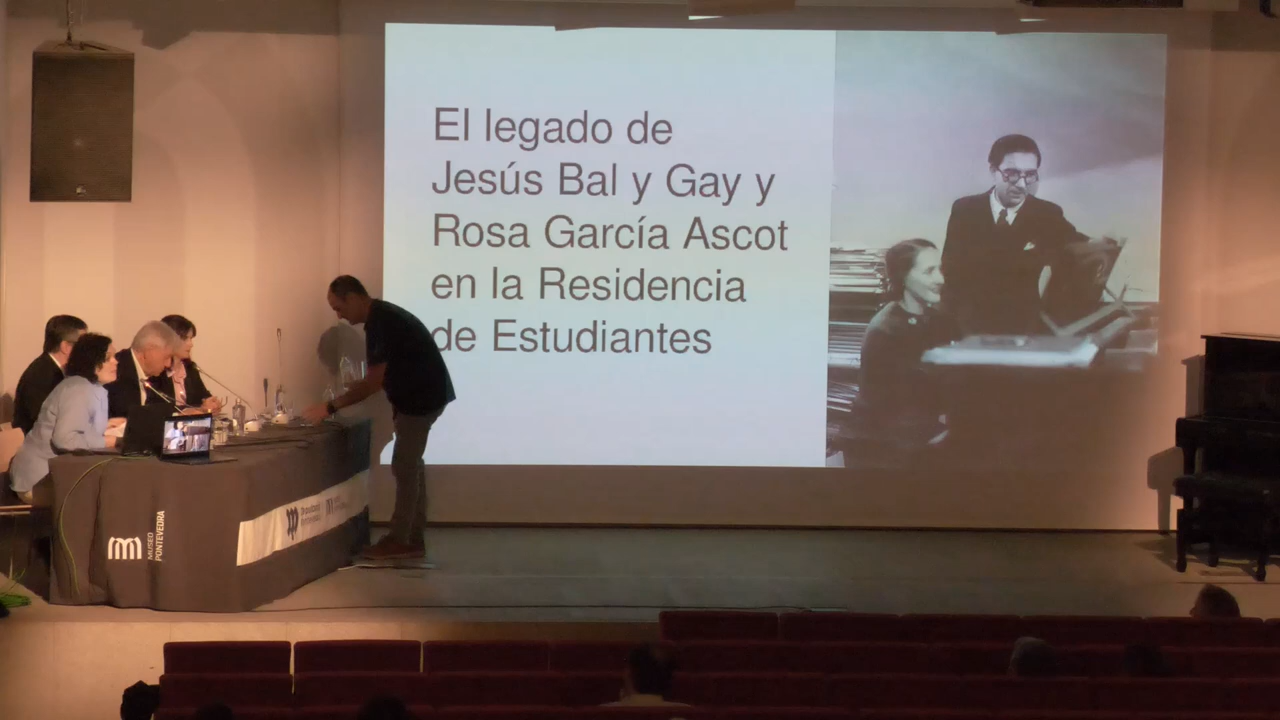 El legado de
Jesús Bal y Gay y
Rosa García Ascot
en la Residencia
de Estudiantes
MUSEO
PONTEVEDRA